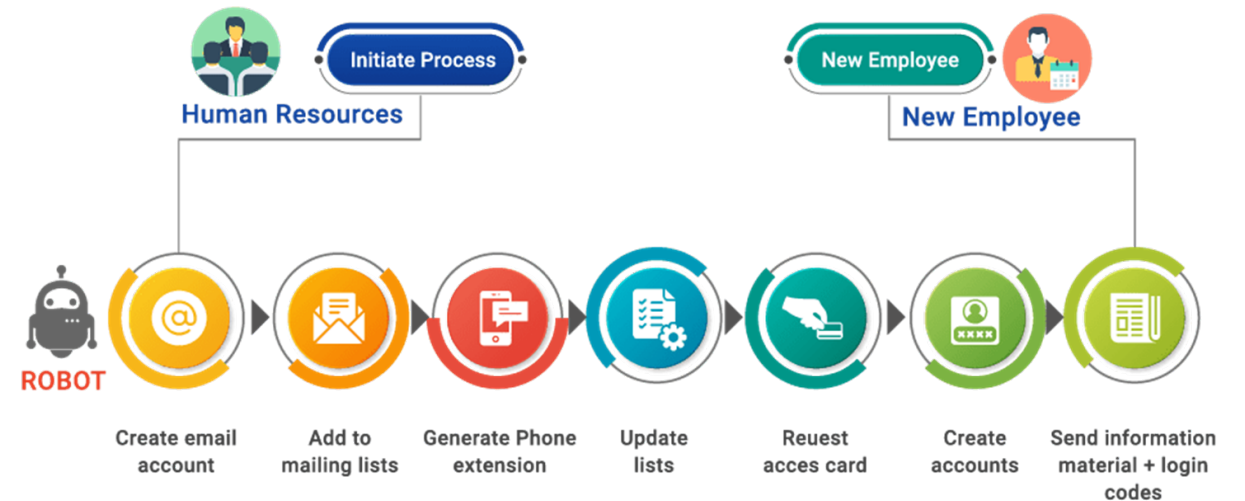 Initiate Process
Human Resources
New Employee
New Employee
ROBOT
@
Create email
account
Add to
mailing lists
Generate Phone
extension
Update
lists
Reuest
acces card
Create
accounts
Send information
material + login
codes